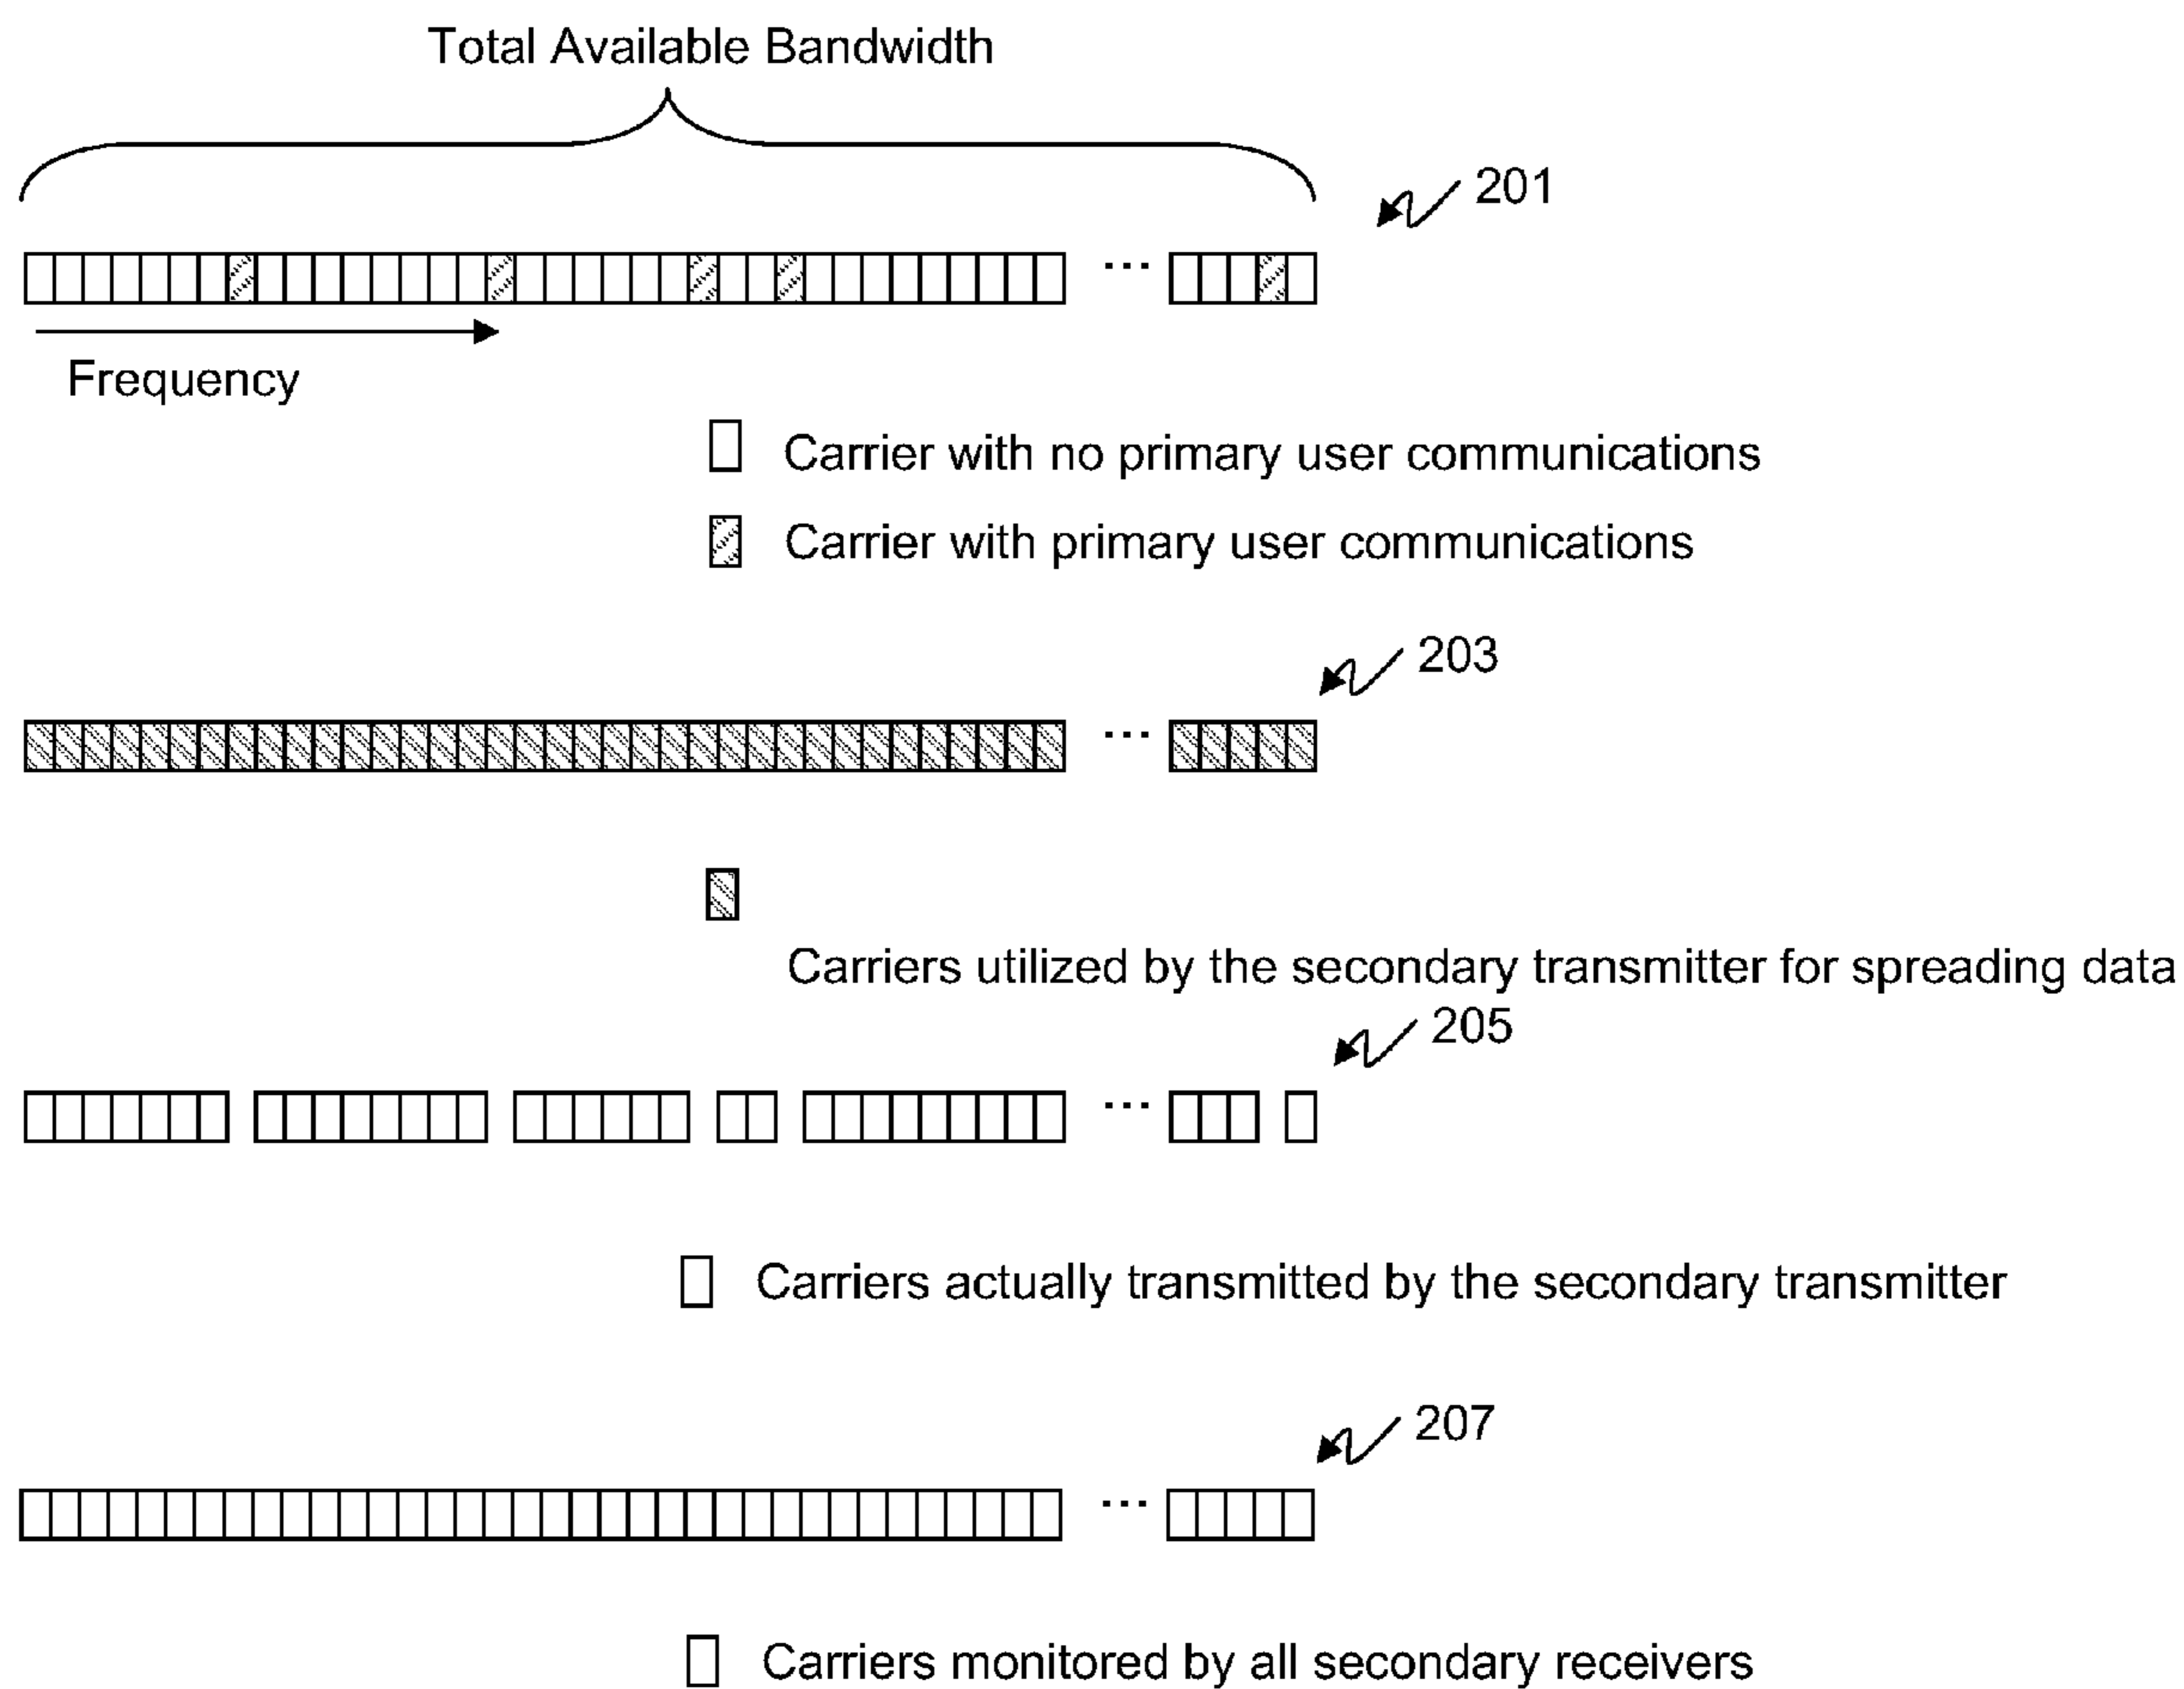 Total Available Bandwidth
201
...
Frequency
Carrier with no primary user communications
Carrier with primary user communications
203
...
Carriers utilized by the secondary transmitter for spreading data
205
...
Carriers actually transmitted by the secondary transmitter
207
...
Carriers monitored by all secondary receivers